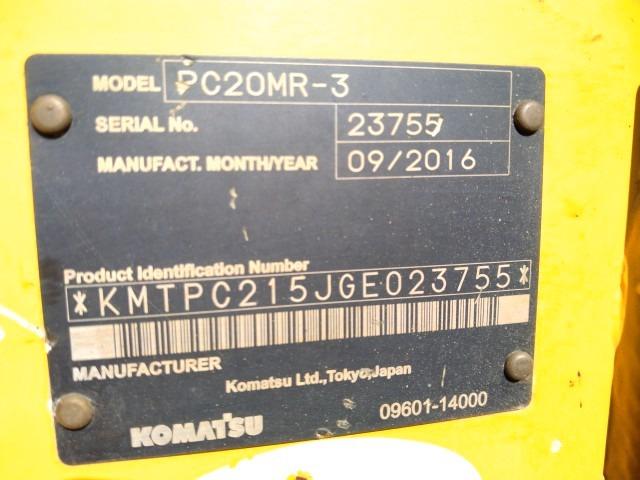 MODEL PC20MR-3
SERIAL No. 23755
MANUFACT. MONTH/YEAR 09/2016
Product Identification Number
*KMTPC215JGE023755*
MANUFACTURER
Komatsu Ltd.,Tokyo,Japan
KOMATSU 09601-14000